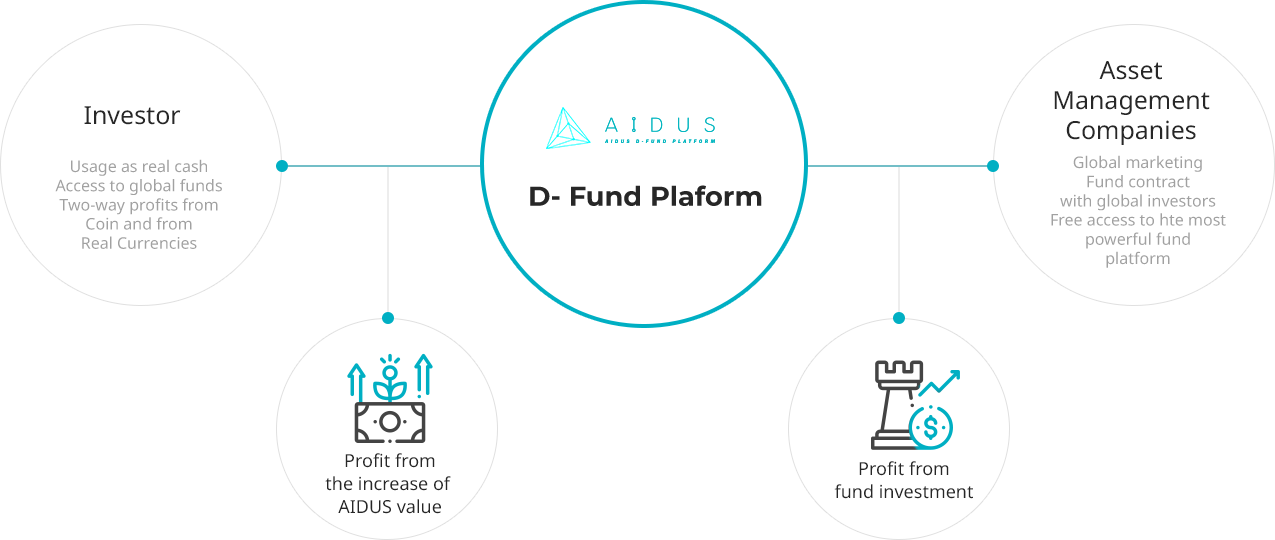 Investor
Usage as real cash
Access to global funds
Two-way profits from
Coin and from
Real Currencies
AIDUS
AIDUS D-FUND PLATFORM
D- Fund Plaform
Asset
Management
Companies
Global marketing
Fund contract
with global investors
Free access to hte most
powerful fund
platform
Profit from
the increase of
AIDUS value
Profit from
fund investment